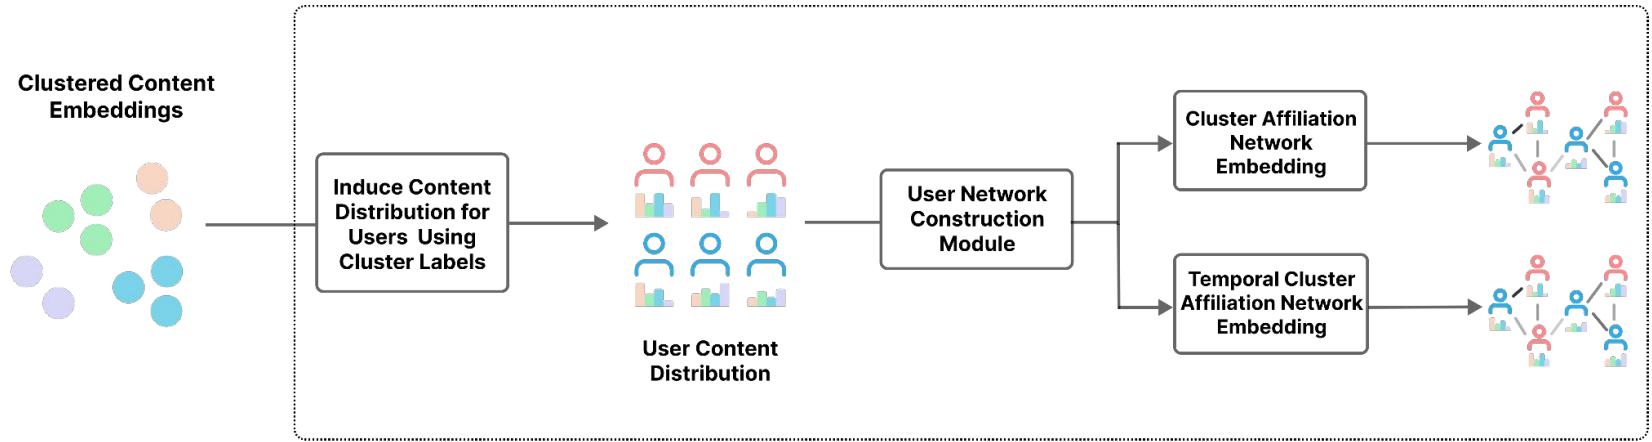 Clustered Content
Embeddings
Induce Content
Distribution for
Users Using
Cluster Labels
User Content
Distribution
User Network
Construction
Module
Cluster Affiliation
Network
Embedding
Temporal Cluster
Affiliation Network
Embedding